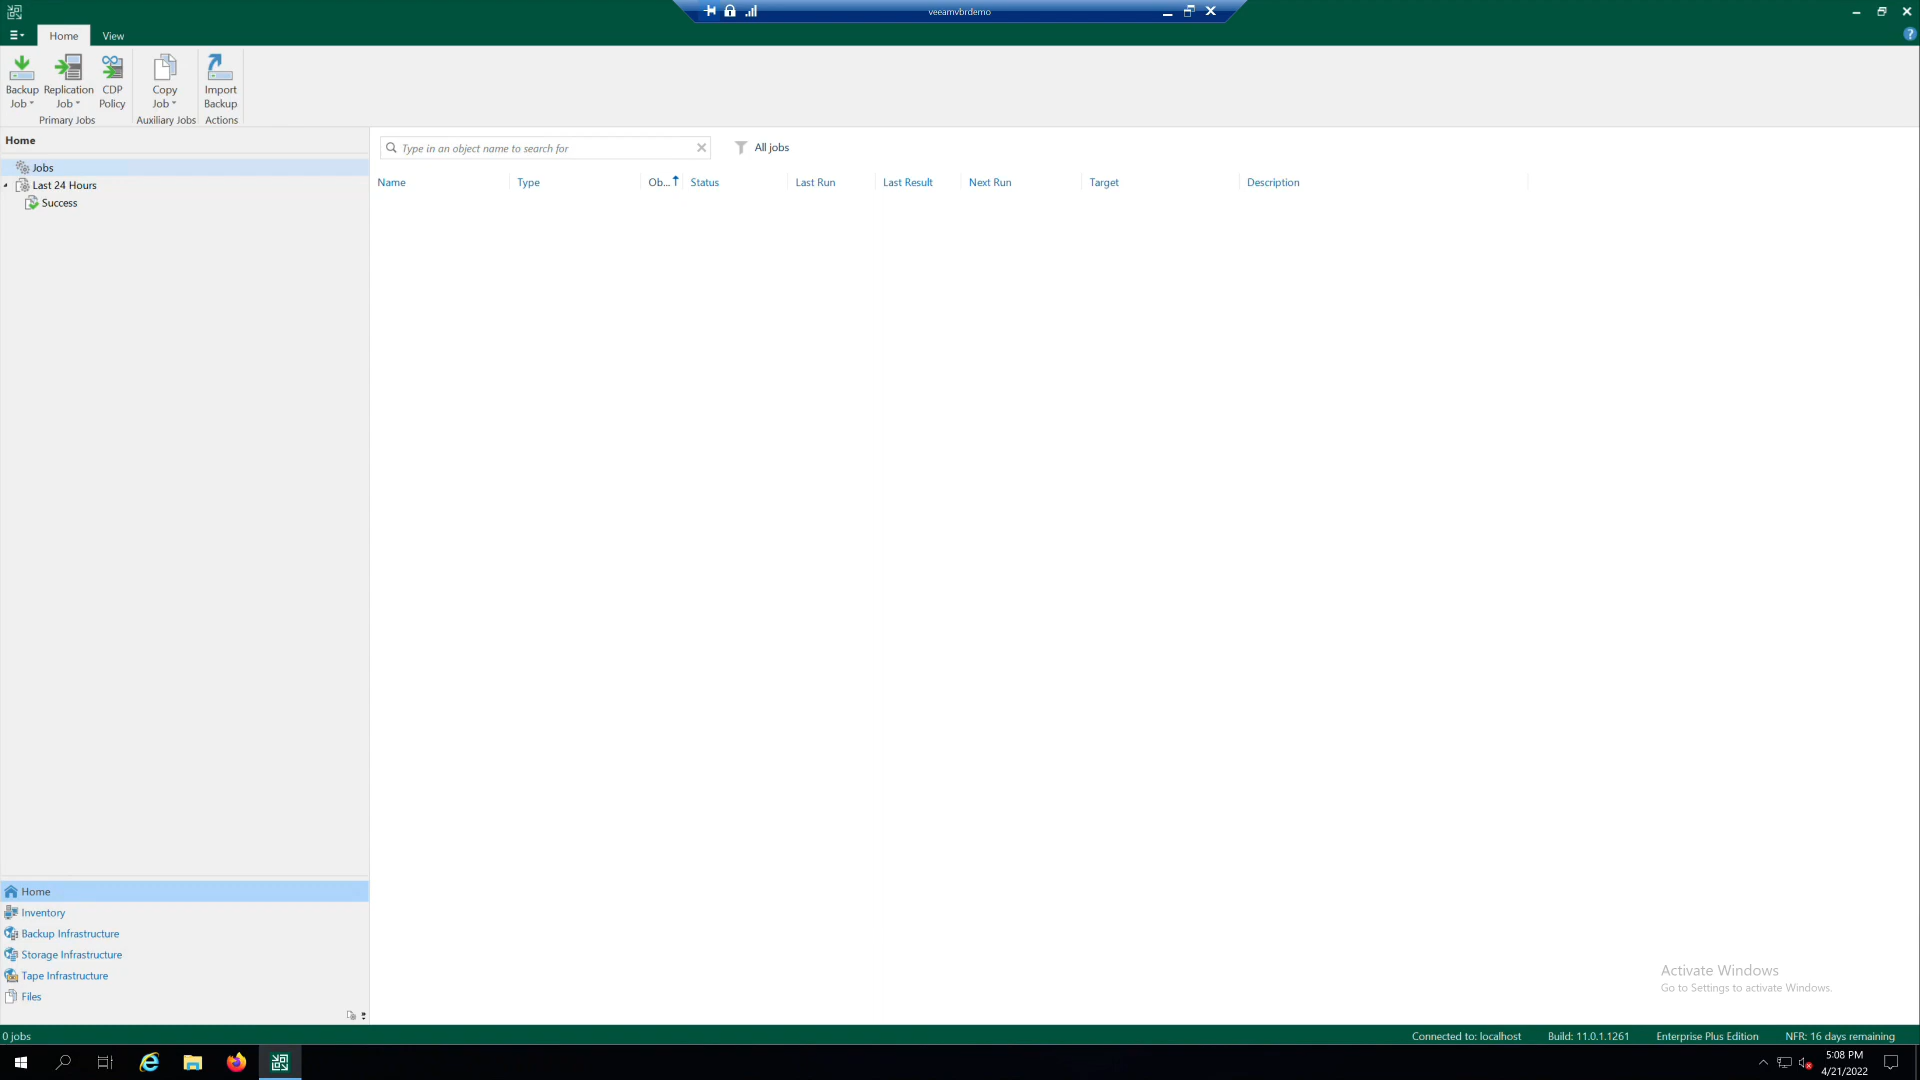 veeamvbrdemo
Home View
Backup Job
Replication Job
CDP Policy
Copy Job
Import Backup
Primary Jobs Auxiliary Jobs Actions
Home
Jobs
Last 24 Hours
Success
Type in an object name to search for
All jobs
Name Type Ob... Status Last Run Last Result Next Run Target Description
Home
Inventory
Backup Infrastructure
Storage Infrastructure
Tape Infrastructure
Files
Activate Windows
Go to Settings to activate Windows.
0 jobs Connected to: localhost Build: 11.0.1.1261 Enterprise Plus Edition NFR: 16 days remaining
5:08 PM
4/21/2022